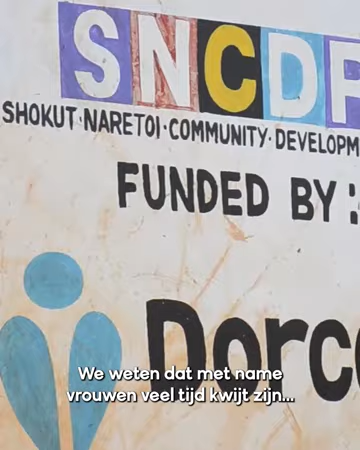 SNCDP
SHOKUT·NARETOI·COMMUNITY·DEVELOPM
FUNDED BY :
Dorc
We weten dat met name
vrouwen veel tijd kwijt zijn...